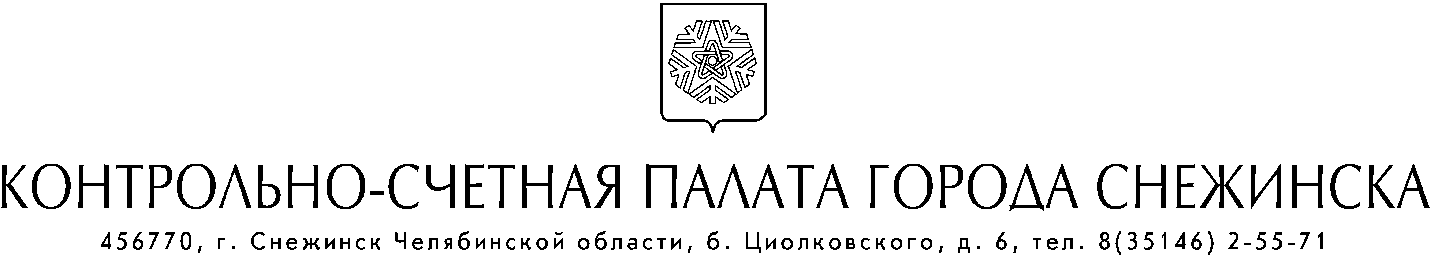 КОНТРОЛЬНО-СЧЕТНАЯ ПАЛАТА ГОРОДА СНЕЖИНСКА
456770, г. Снежинск Челябинской области, б. Циолковского, д. 6, тел. 8(35146) 2-55-71